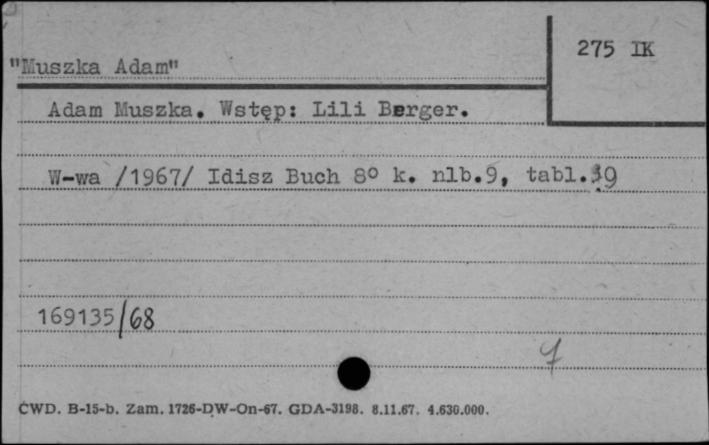 275 IK
"Muszka Adam"
Adam Muszka. Wstęp: Lili Berger.
W-wa /1967/ Idisz Buch 8º k. nlb.9, tabl.39
169135/68
CWD. B-15-b. Zam. 1726-DW-On-67. GDA-3198. 8.11.67. 4.630.000.